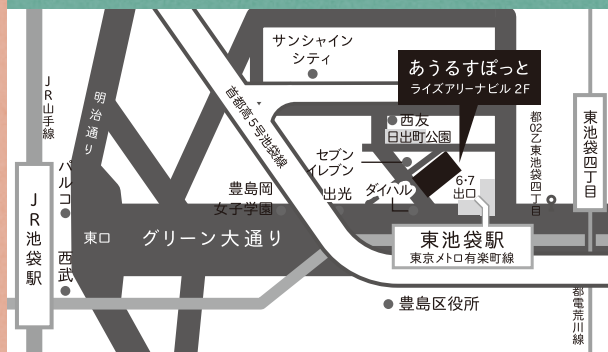 サンシャイン
シティ
あうるすぽっと
ライズアリーナビル 2F
JR山手線
明治通り
首都高5号池袋線
西友
日出町公園
都02乙東池袋四丁目
東池袋四丁目
セブン
イレブン
パルコ
豊島岡
女子学園
出光
ダイハツ
6・7
出口
JR池袋駅
東口
グリーン大通り
東池袋駅
東京メトロ有楽町線
西武
豊島区役所
都電荒川線